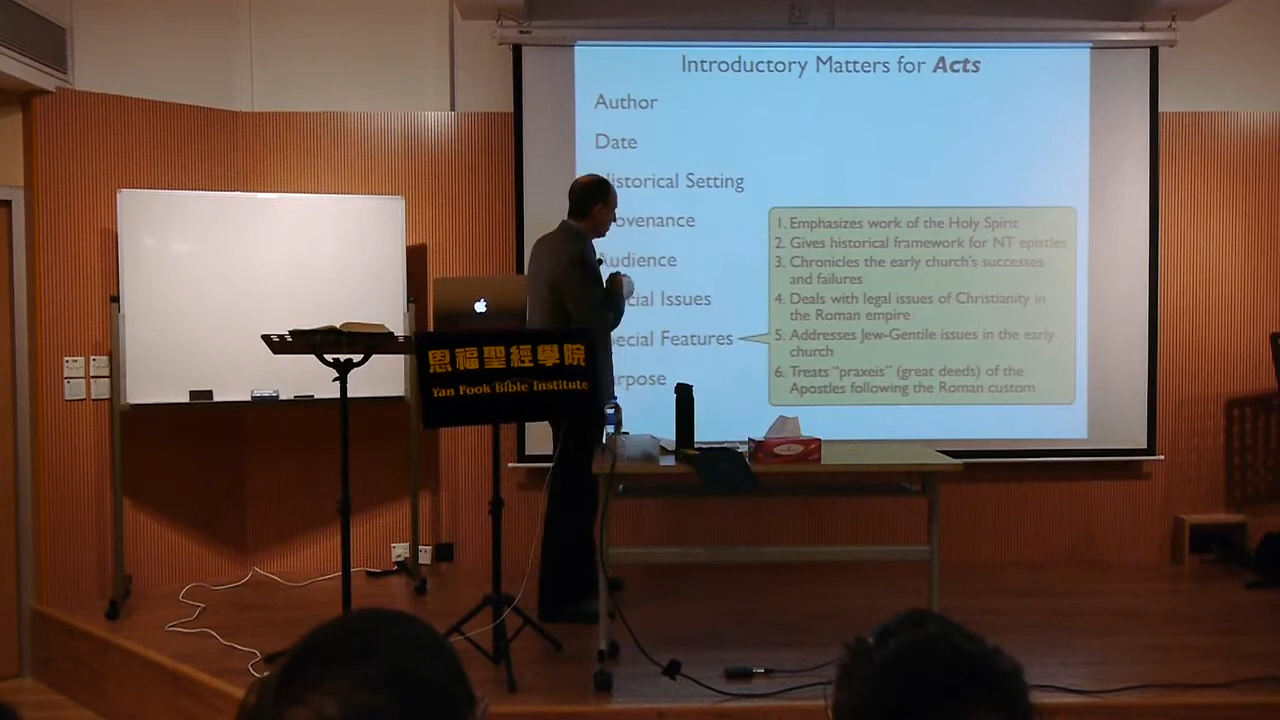 Introductory Matters for Acts
Author
Date
Historical Setting
ovenance
Audience
cial Issues
ecial Features
rpose
1. Emphasizes work of the Holy Spirit
2. Gives historical framework for NT epistles
3. Chronicles the early church's successes
and failures
4. Deals with legal issues of Christianity in
the Roman empire
5. Addresses Jew-Gentile issues in the early
church
6. Treats "praxeis" (great deeds) of the
Apostles following the Roman custom
恩福聖經學院
Yan Fook Bible Institute